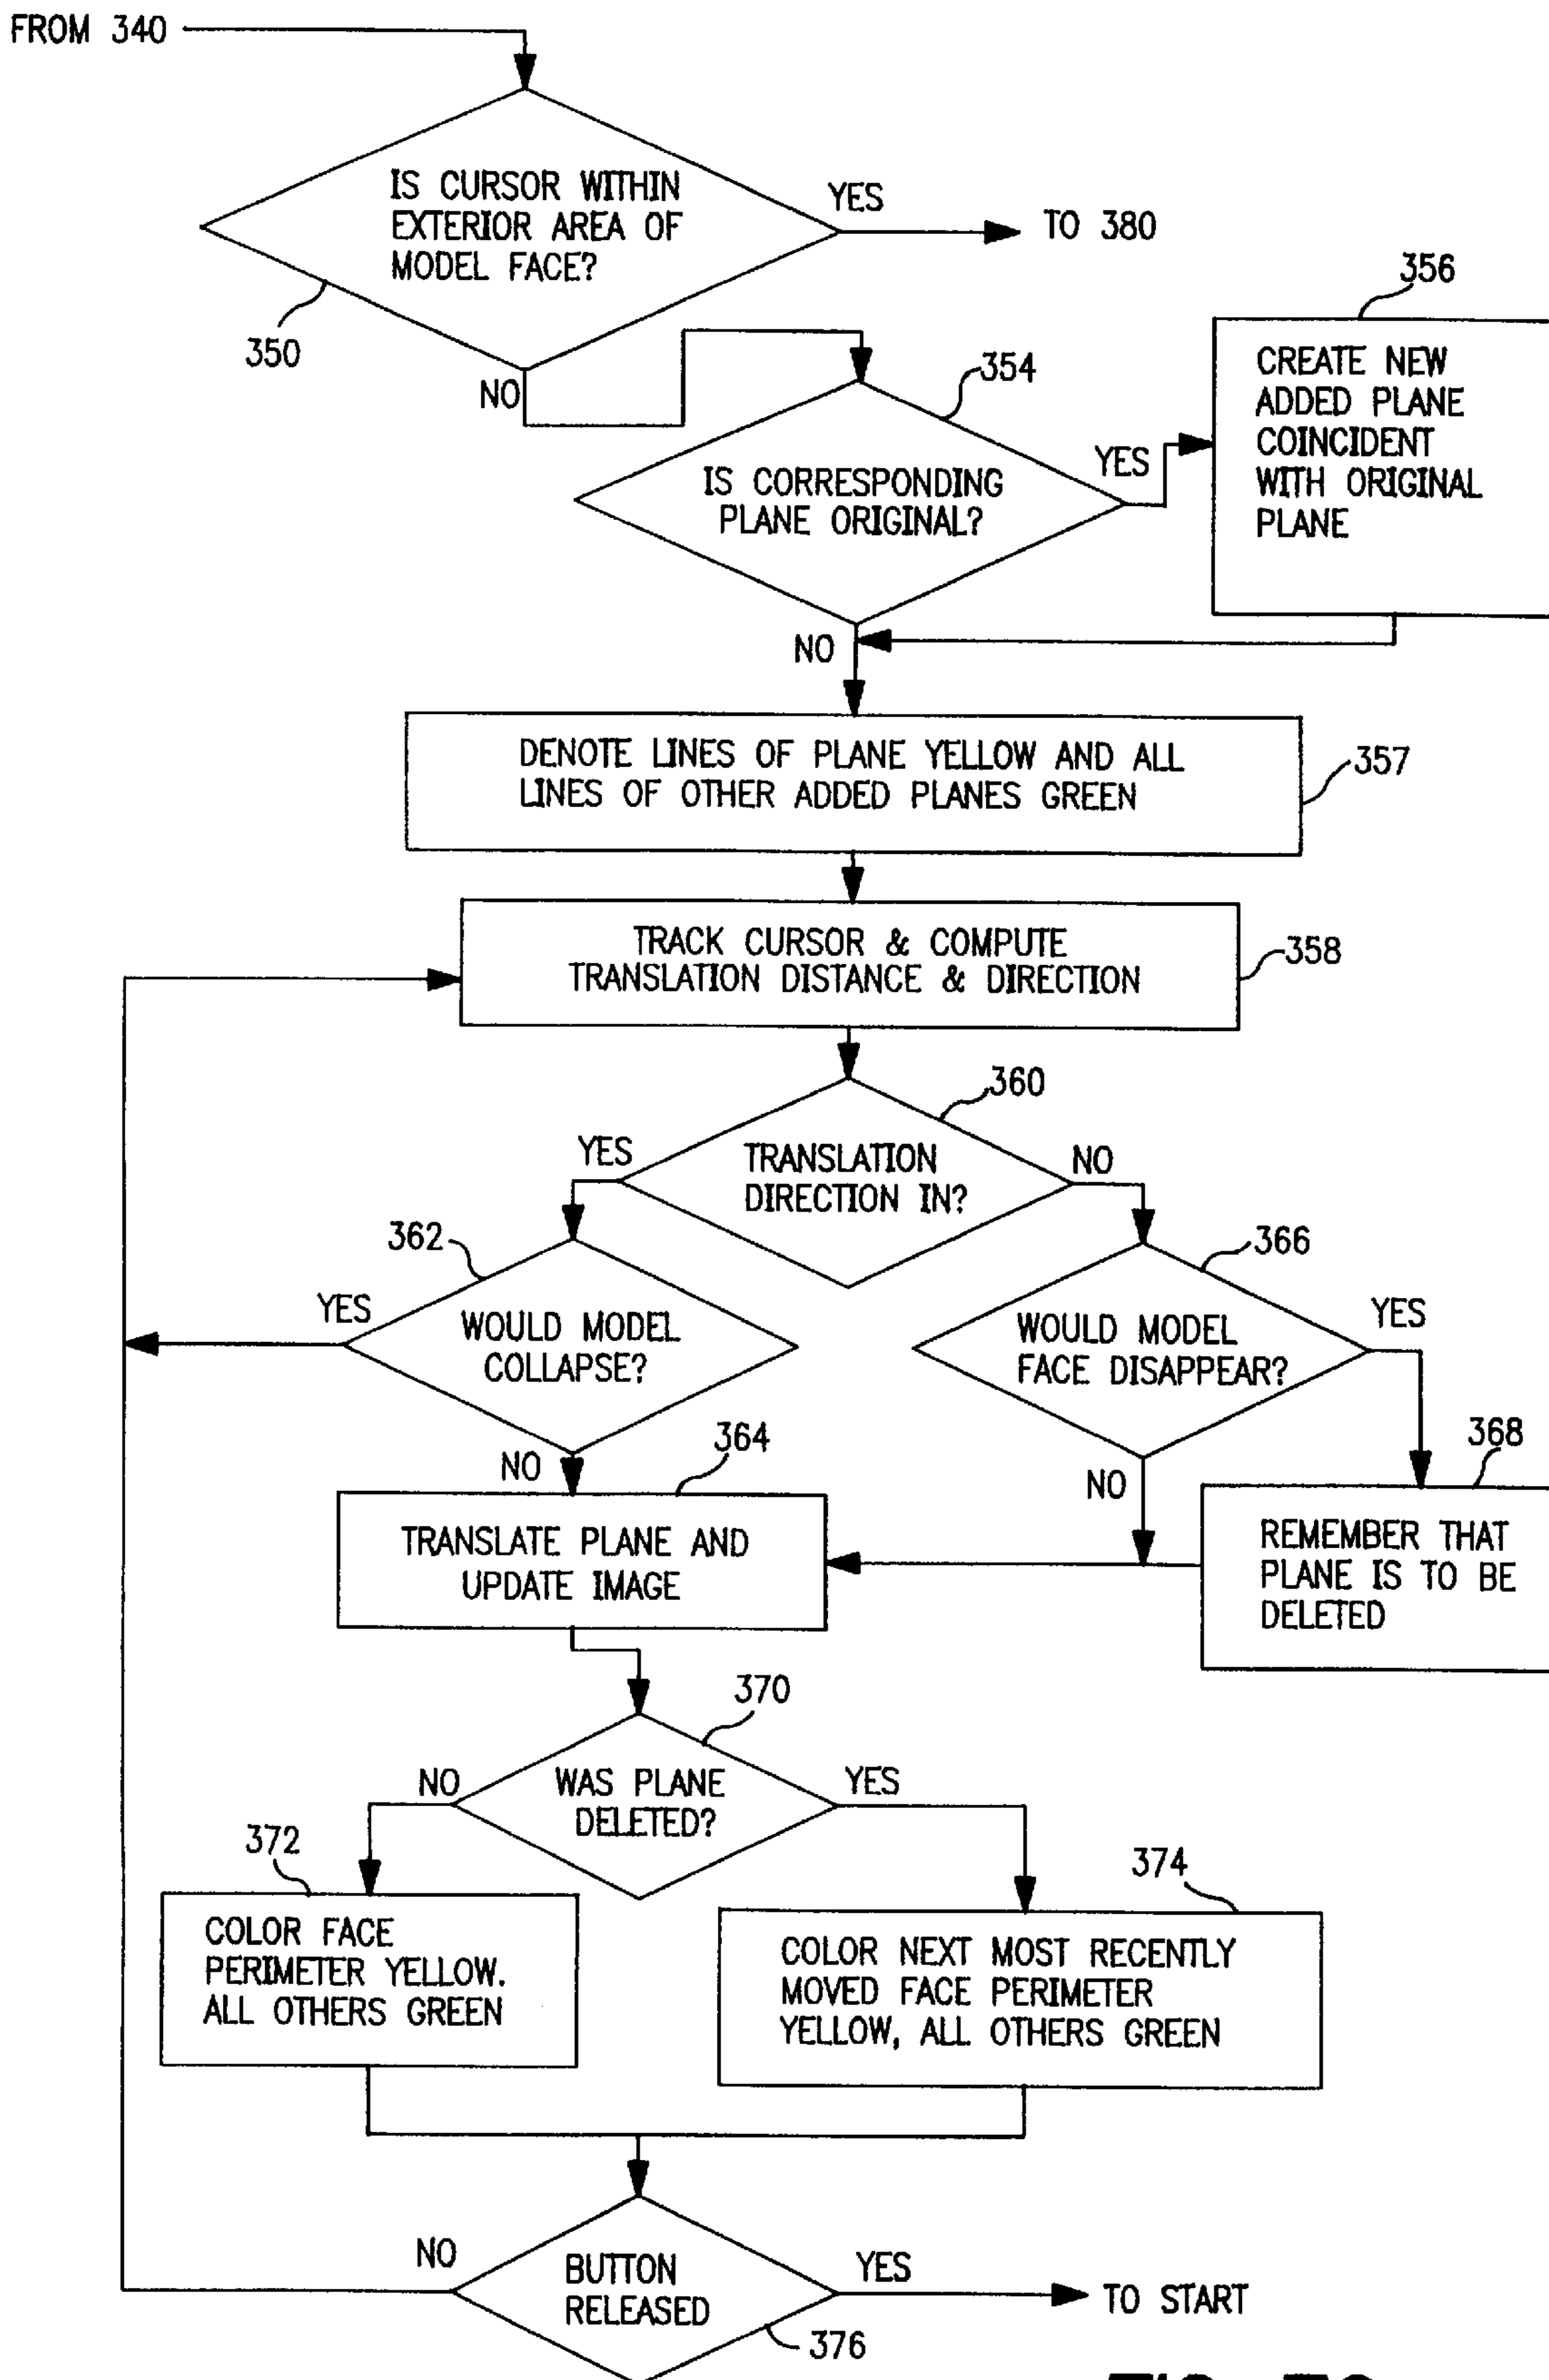 FROM 340
IS CURSOR WITHIN
EXTERIOR AREA OF
MODEL FACE?
YES
TO 380
350
NO
356
CREATE NEW
ADDED PLANE
COINCIDENT
WITH ORIGINAL
PLANE
354
IS CORRESPONDING
PLANE ORIGINAL?
YES
NO
DENOTE LINES OF PLANE YELLOW AND ALL
LINES OF OTHER ADDED PLANES GREEN
357
TRACK CURSOR & COMPUTE
TRANSLATION DISTANCE & DIRECTION
358
360
YES
TRANSLATION
DIRECTION IN?
NO
362
YES
WOULD MODEL
COLLAPSE?
NO
366
WOULD MODEL
FACE DISAPPEAR?
YES
NO
364
TRANSLATE PLANE AND
UPDATE IMAGE
368
REMEMBER THAT
PLANE IS TO BE
DELETED
370
NO
WAS PLANE
DELETED?
YES
372
COLOR FACE
PERIMETER YELLOW.
ALL OTHERS GREEN
374
COLOR NEXT MOST RECENTLY
MOVED FACE PERIMETER
YELLOW, ALL OTHERS GREEN
NO
BUTTON
RELEASED
YES
TO START
376